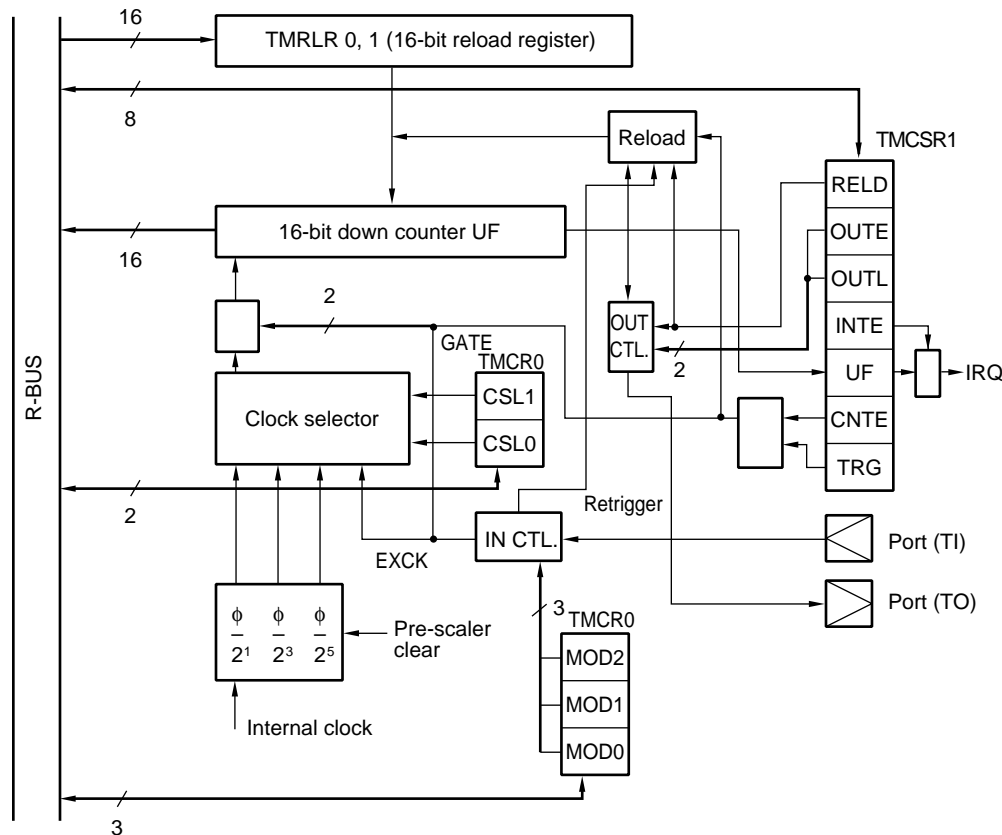 16
TMRLR 0, 1 (16-bit reload register)
8
Reload
TMCSR1
RELD
16-bit down counter UF
16
OUTE
OUTL
2
GATE
OUT
CTL.
2
INTE
TMCR0
UF
IRQ
R-BUS
Clock selector
CSL1
CSL0
CNTE
TRG
2
Retrigger
EXCK
IN CTL.
Port (TI)
Port (TO)
3
TMCR0
ϕ
2¹
ϕ
2³
ϕ
2⁵
Pre-scaler
clear
MOD2
MOD1
MOD0
Internal clock
3